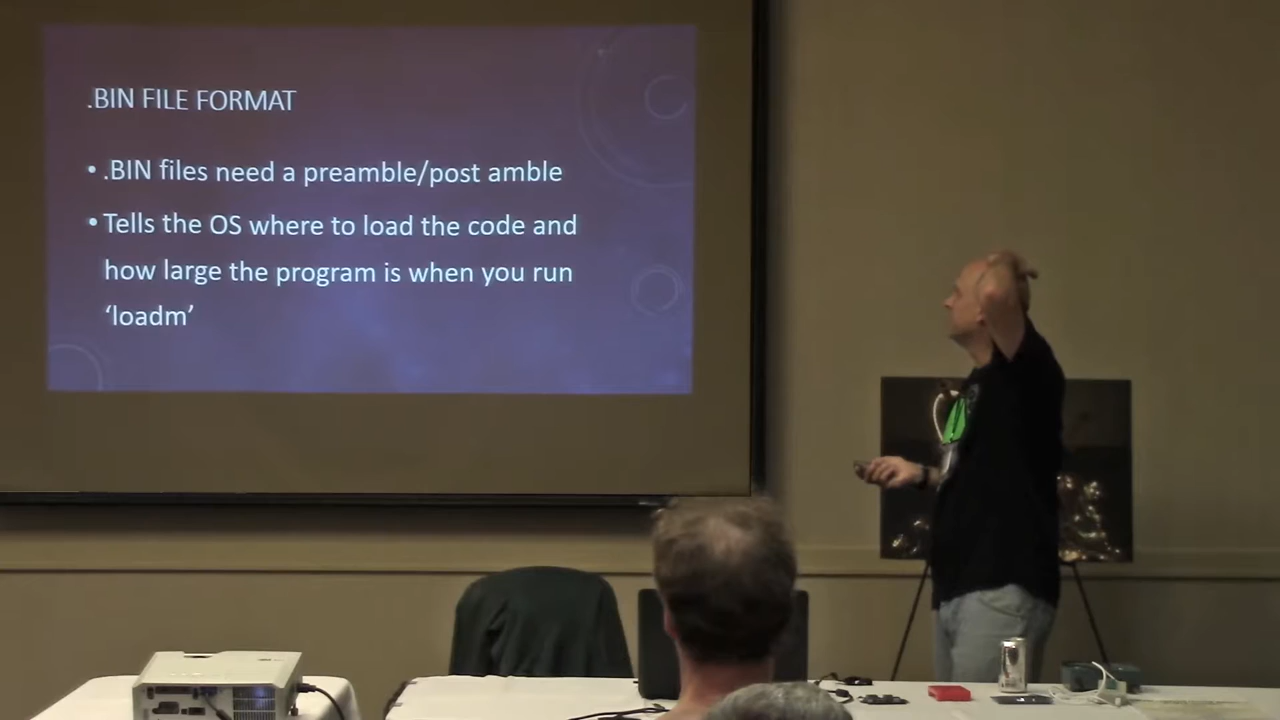 .BIN FILE FORMAT
• .BIN files need a preamble/post amble
• Tells the OS where to load the code and
how large the program is when you run
‘loadm’